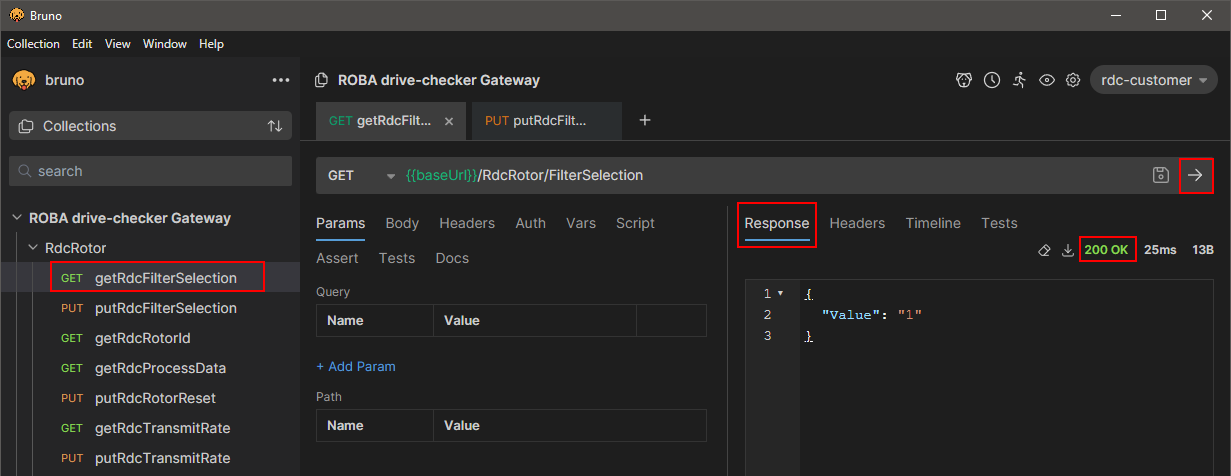 Bruno
Collection Edit View Window Help
bruno
Collections
search
ROBA drive-checker Gateway
RdcRotor
GET getRdcFilterSelection
PUT putRdcFilterSelection
GET getRdcRotorId
GET getRdcProcessData
PUT putRdcRotorReset
GET getRdcTransmitRate
PUT putRdcTransmitRate
ROBA drive-checker Gateway
rdc-customer
GET getRdcFilt... PUT putRdcFilt...
GET {{baseUrl}}/RdcRotor/FilterSelection
Params Body Headers Auth Vars Script
Assert Tests Docs
Query
Name Value
+ Add Param
Path
Name Value
Response Headers Timeline Tests
200 OK 25ms 13B
1 {
2 "Value": "1"
3 }